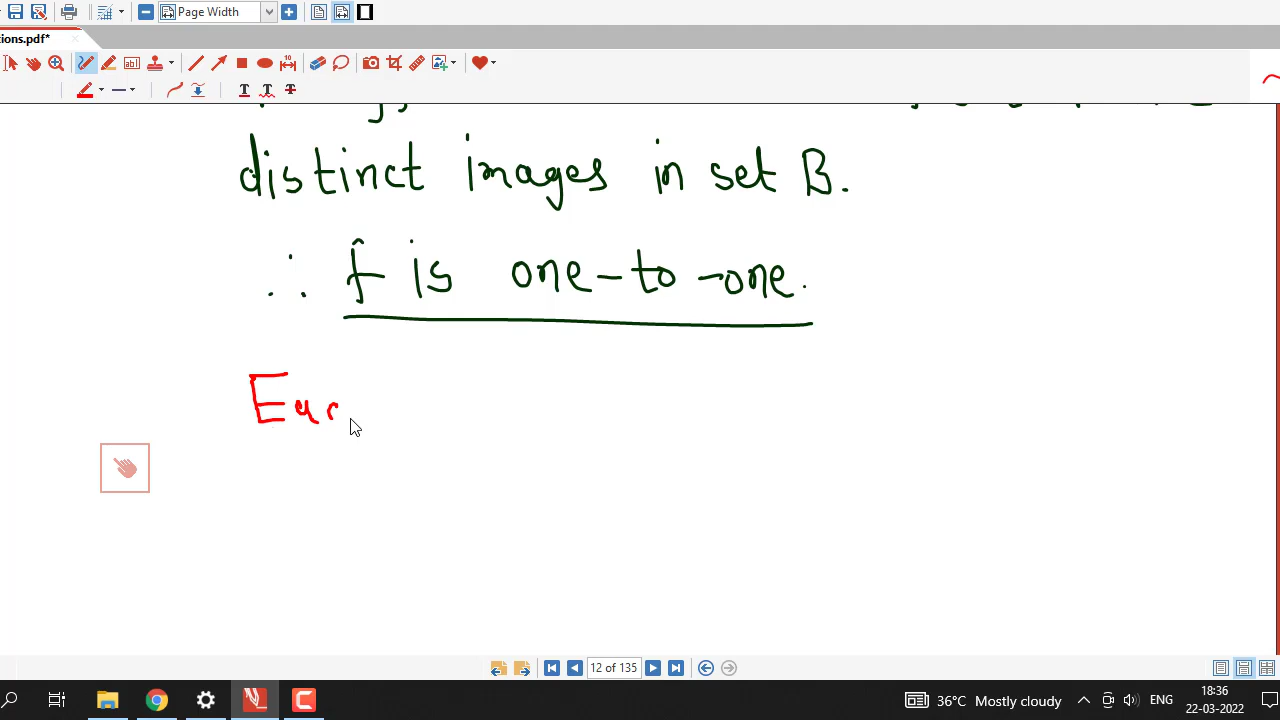 Page Width
ions.pdf*
10
T T T
distinct images in set B.
∴ f is one-to-one.
12 of 135
36°C Mostly cloudy
ENG
18:36
22-03-2022